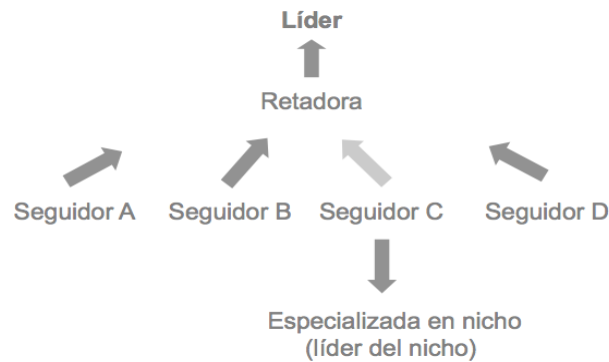 Líder
Retadora
Seguidor A Seguidor B Seguidor C Seguidor D
Especializada en nicho
(líder del nicho)